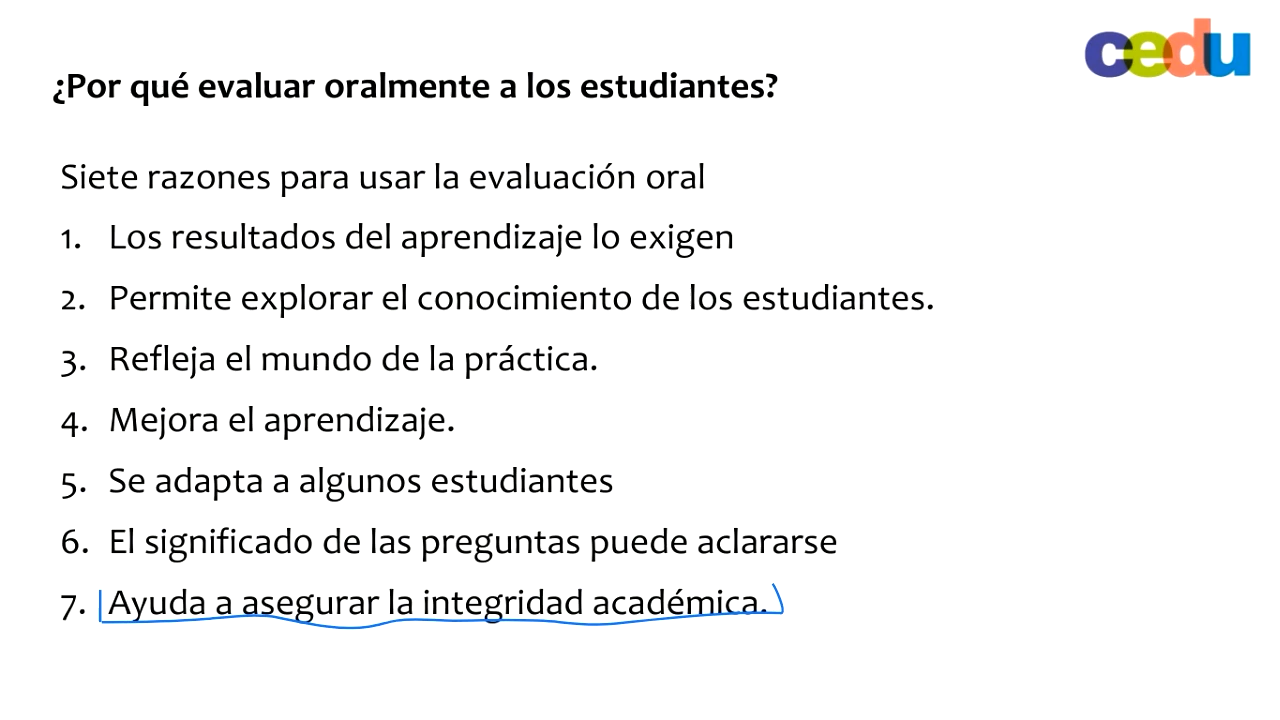 cedu
¿Por qué evaluar oralmente a los estudiantes?
Siete razones para usar la evaluación oral
1. Los resultados del aprendizaje lo exigen
2. Permite explorar el conocimiento de los estudiantes.
3. Refleja el mundo de la práctica.
4. Mejora el aprendizaje.
5. Se adapta a algunos estudiantes
6. El significado de las preguntas puede aclararse
7. Ayuda a asegurar la integridad académica.